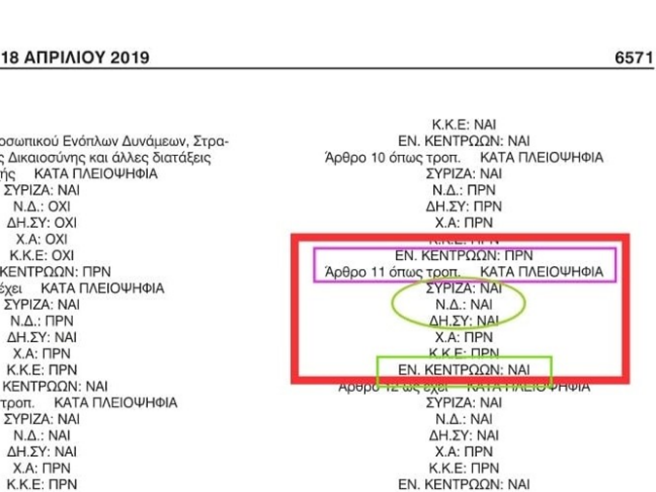 18 ΑΠΡΙΛΙΟΥ 2019
6571
οσωπικού Ενόπλων Δυνάμεων, Στρα-
ς Δικαιοσύνης και άλλες διατάξεις
ής ΚΑΤΑ ΠΛΕΙΟΨΗΦΙΑ
ΣΥΡΙΖΑ: ΝΑΙ
Ν.Δ.: ΟΧΙ
ΔΗ.ΣΥ: ΟΧΙ
Χ.Α: ΟΧΙ
Κ.Κ.Ε: ΟΧΙ
ΚΕΝΤΡΩΩΝ: ΠΡΝ
έχει ΚΑΤΑ ΠΛΕΙΟΨΗΦΙΑ
ΣΥΡΙΖΑ: ΝΑΙ
Ν.Δ.: ΠΡΝ
ΔΗ.ΣΥ: ΝΑΙ
Χ.Α: ΠΡΝ
Κ.Κ.Ε: ΠΡΝ
ΚΕΝΤΡΩΩΝ: ΝΑΙ
τροπ. ΚΑΤΑ ΠΛΕΙΟΨΗΦΙΑ
ΣΥΡΙΖΑ: ΝΑΙ
Ν.Δ.: ΝΑΙ
ΔΗ.ΣΥ: ΝΑΙ
Χ.Α: ΠΡΝ
Κ.Κ.Ε: ΠΡΝ
Κ.Κ.Ε: ΝΑΙ
ΕΝ. ΚΕΝΤΡΩΩΝ: ΝΑΙ
Άρθρο 10 όπως τροπ. ΚΑΤΑ ΠΛΕΙΟΨΗΦΙΑ
ΣΥΡΙΖΑ: ΝΑΙ
Ν.Δ.: ΠΡΝ
ΔΗ.ΣΥ: ΠΡΝ
Χ.Α: ΠΡΝ
Κ.Κ.Ε: ΠΡΝ
ΕΝ. ΚΕΝΤΡΩΩΝ: ΠΡΝ
Άρθρο 11 όπως τροπ. ΚΑΤΑ ΠΛΕΙΟΨΗΦΙΑ
ΣΥΡΙΖΑ: ΝΑΙ
Ν.Δ.: ΝΑΙ
ΔΗ.ΣΥ: ΝΑΙ
Χ.Α: ΠΡΝ
Κ.Κ.Ε: ΠΡΝ
ΕΝ. ΚΕΝΤΡΩΩΝ: ΝΑΙ
Άρθρο 12 ως έχει ΚΑΤΑ ΠΛΕΙΟΨΗΦΙΑ
ΣΥΡΙΖΑ: ΝΑΙ
Ν.Δ.: ΝΑΙ
ΔΗ.ΣΥ: ΝΑΙ
Χ.Α: ΠΡΝ
Κ.Κ.Ε: ΠΡΝ
ΕΝ. ΚΕΝΤΡΩΩΝ: ΝΑΙ